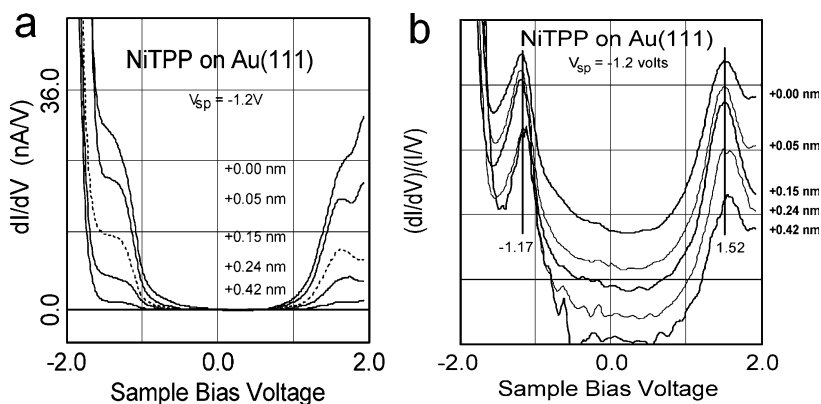 a
NiTPP on Au(111)
Vsp = -1.2V
36.0
0.0
dI/dV (nA/V)
+0.00 nm
+0.05 nm
+0.15 nm
+0.24 nm
+0.42 nm
-2.0 0.0 2.0
Sample Bias Voltage
b
NiTPP on Au(111)
Vsp = -1.2 volts
(dI/dV)/(I/V)
+0.00 nm
+0.05 nm
+0.15 nm
+0.24 nm
+0.42 nm
-1.17 1.52
-2.0 0.0 2.0
Sample Bias Voltage